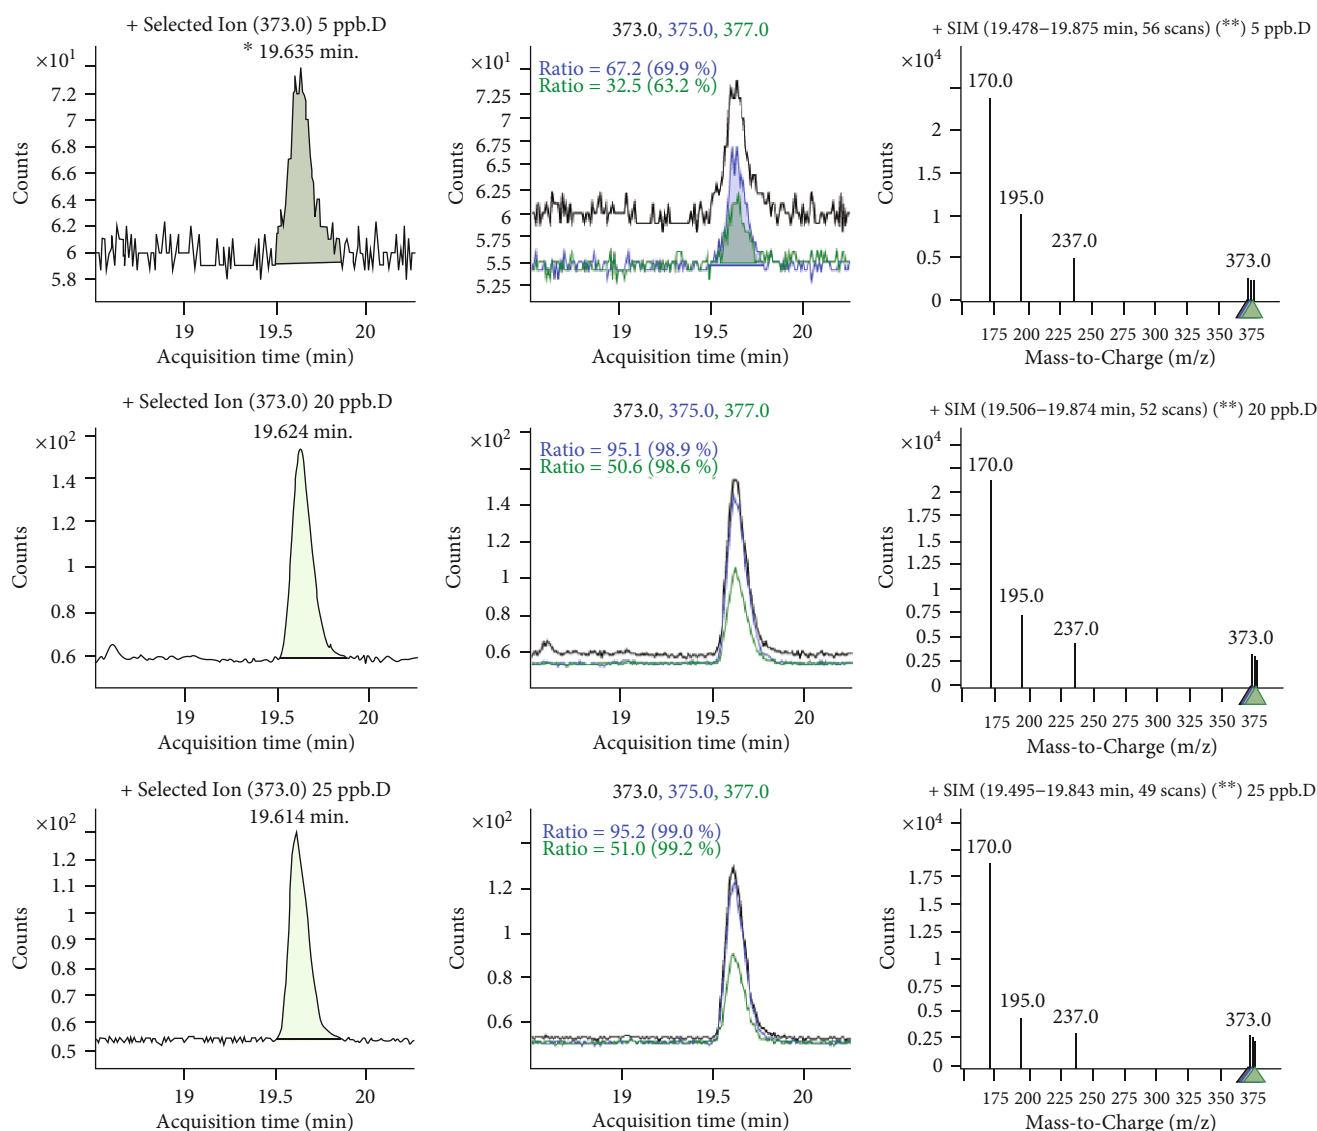 + Selected Ion (373.0) 5 ppb.D
* 19.635 min.
×10¹
7.2
7
6.8
6.6
6.4
6.2
6
5.8
Counts
19 19.5 20
Acquisition time (min)
373.0, 375.0, 377.0
×10¹
Ratio = 67.2 (69.9 %)
Ratio = 32.5 (63.2 %)
7.25
7
6.75
6.5
6.25
6
5.75
5.5
5.25
Counts
19 19.5 20
Acquisition time (min)
+ SIM (19.478−19.875 min, 56 scans) (**) 5 ppb.D
×10⁴
170.0
195.0
237.0
373.0
2
1.5
1
0.5
0
Counts
175 200 225 250 275 300 325 350 375
Mass-to-Charge (m/z)
+ Selected Ion (373.0) 20 ppb.D
19.624 min.
×10²
1.4
1.2
1
0.8
0.6
Counts
19 19.5 20
Acquisition time (min)
373.0, 375.0, 377.0
×10²
Ratio = 95.1 (98.9 %)
Ratio = 50.6 (98.6 %)
1.4
1.2
1
0.8
0.6
Counts
19 19.5 20
Acquisition time (min)
+ SIM (19.506−19.874 min, 52 scans) (**) 20 ppb.D
×10⁴
170.0
195.0
237.0
373.0
2
1.75
1.5
1.25
1
0.75
0.5
0.25
0
Counts
175 200 225 250 275 300 325 350 375
Mass-to-Charge (m/z)
+ Selected Ion (373.0) 25 ppb.D
19.614 min.
×10²
1.2
1.1
1
0.9
0.8
0.7
0.6
0.5
Counts
19 19.5 20
Acquisition time (min)
373.0, 375.0, 377.0
×10²
Ratio = 95.2 (99.0 %)
Ratio = 51.0 (99.2 %)
1.2
1
0.8
0.6
Counts
19 19.5 20
Acquisition time (min)
+ SIM (19.495−19.843 min, 49 scans) (**) 25 ppb.D
×10⁴
170.0
195.0
237.0
373.0
1.75
1.5
1.25
1
0.75
0.5
0.25
0
Counts
175 200 225 250 275 300 325 350 375
Mass-to-Charge (m/z)